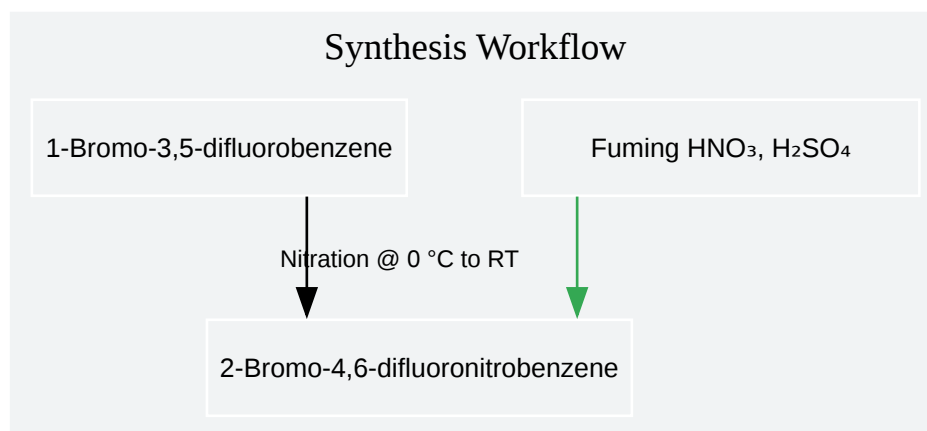 Synthesis Workflow
1-Bromo-3,5-difluorobenzene
Fuming HNO₃, H₂SO₄
Nitration @ 0 °C to RT
2-Bromo-4,6-difluoronitrobenzene